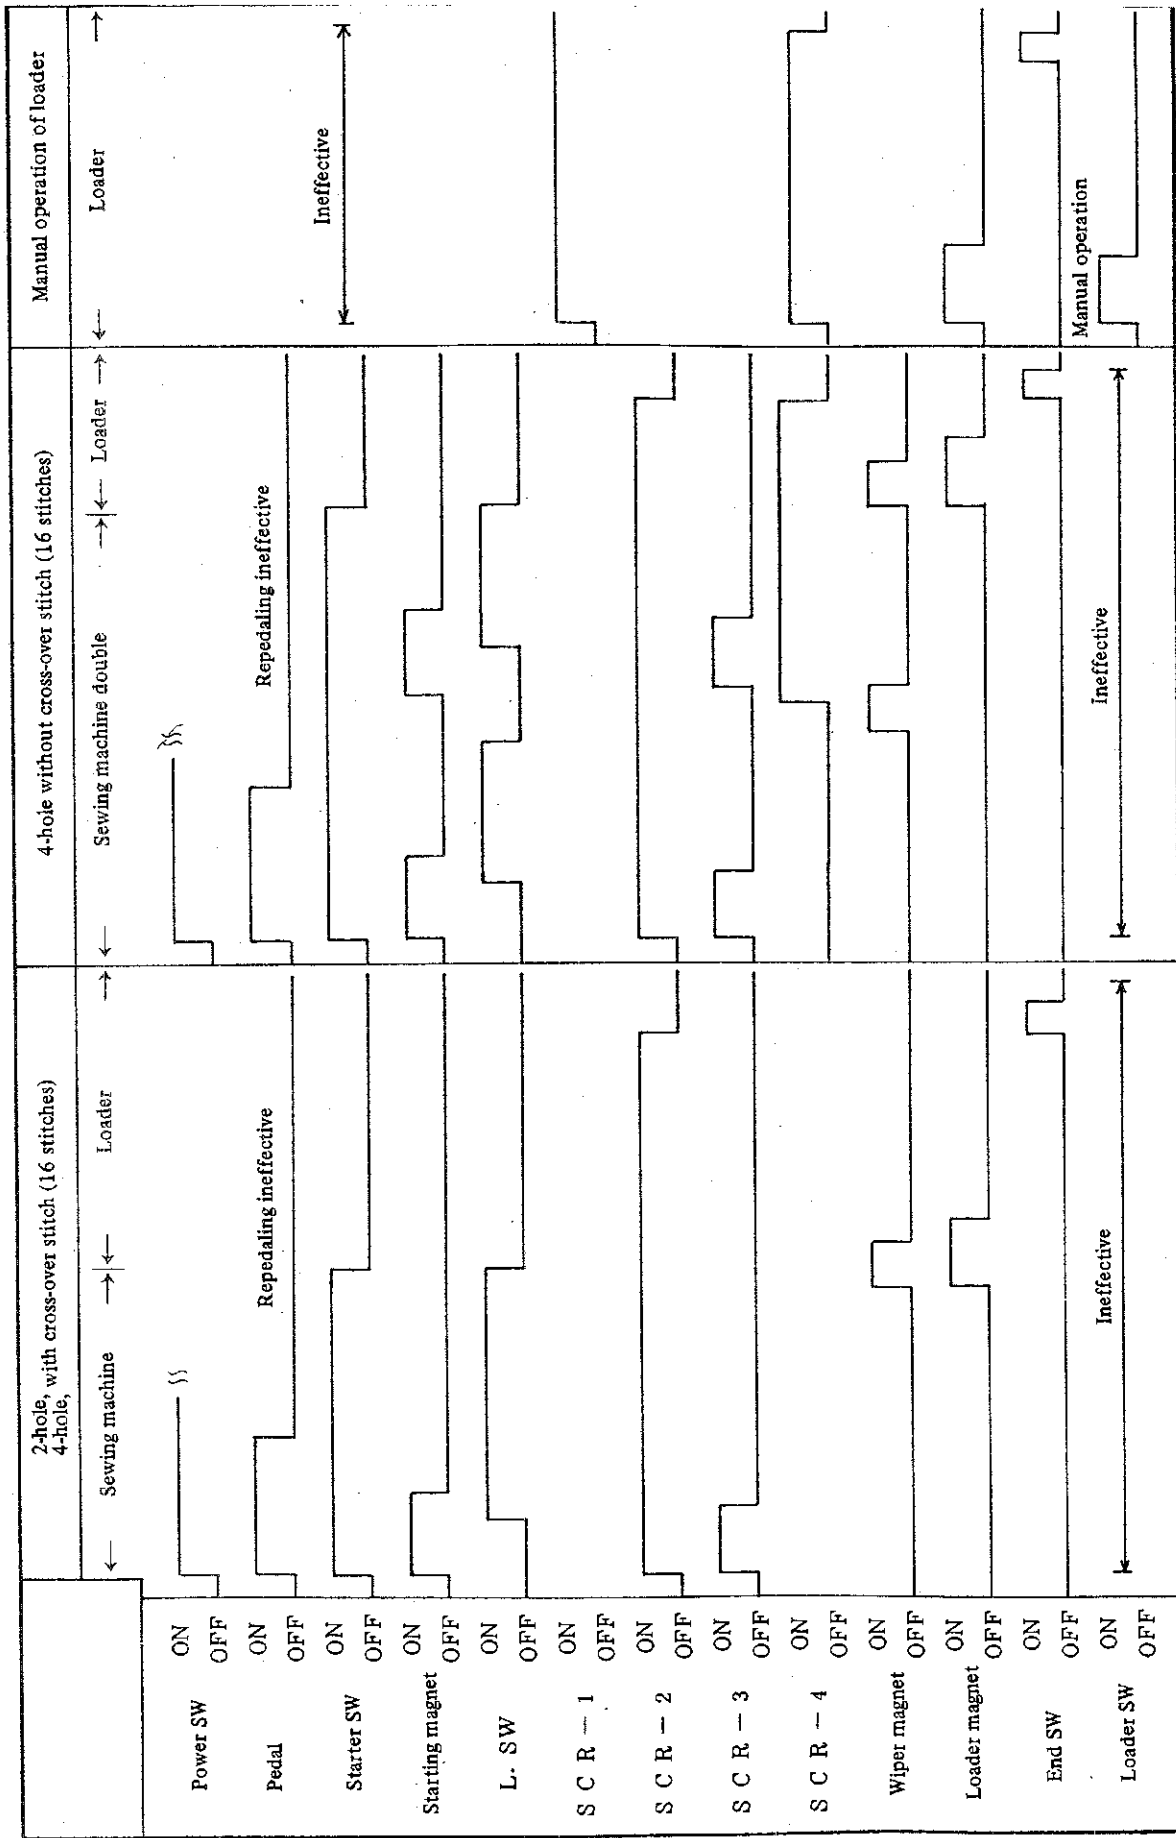 2-hole, with cross-over stitch (16 stitches)
4-hole,
4-hole without cross-over stitch (16 stitches)
Manual operation of loader
Sewing machine
Loader
Sewing machine double
Loader
Loader
Power SW
ON
OFF
Pedal
ON
OFF
Repedaling ineffective
Repedaling ineffective
Starter SW
ON
OFF
Ineffective
Starting magnet
ON
OFF
L. SW
ON
OFF
SCR-1
ON
OFF
SCR-2
ON
OFF
SCR-3
ON
OFF
SCR-4
ON
OFF
Wiper magnet
ON
OFF
Loader magnet
ON
OFF
End SW
ON
OFF
Manual operation
Loader SW
ON
OFF
Ineffective
Ineffective